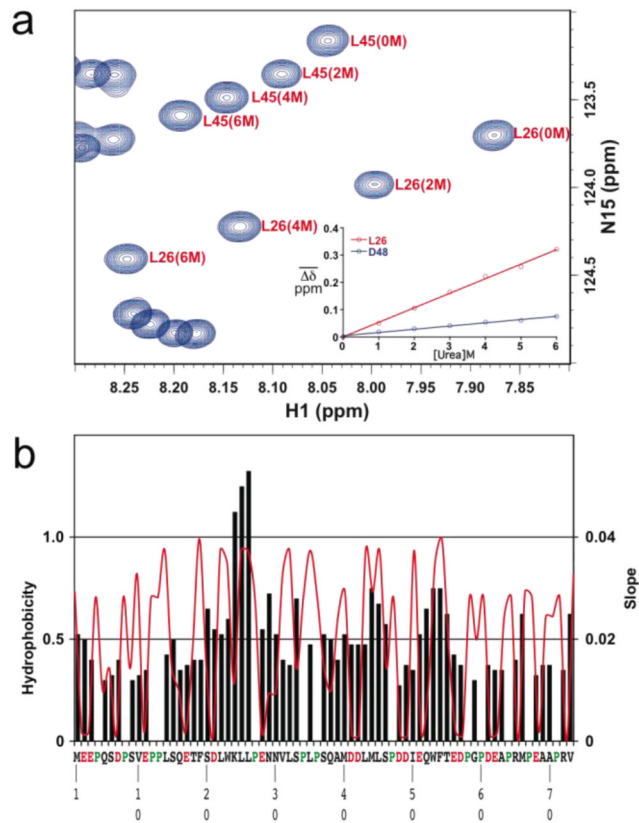 a
L45(0M)
L45(2M)
L45(4M)
L45(6M)
L26(0M)
L26(2M)
L26(4M)
L26(6M)
123.5
124.0
124.5
N15 (ppm)
0.4
0.3
0.2
0.1
0
Δδ
ppm
L26
D48
0 1 2 3 4 5 6
[Urea]M
8.25 8.20 8.15 8.10 8.05 8.00 7.95 7.90 7.85
H1 (ppm)
b
1.0
0.5
0
Hydrophobicity
0.04
0.02
0
Slope
MEEPQSDPSVEPPLSQETFSDLWKLLPENNVLSPLPSQAMDDLMLSPDDIEQWFTEDPGPDEAPRMPEAAPRV
1 1 2 3 4 5 6 7
0 0 0 0 0 0 0